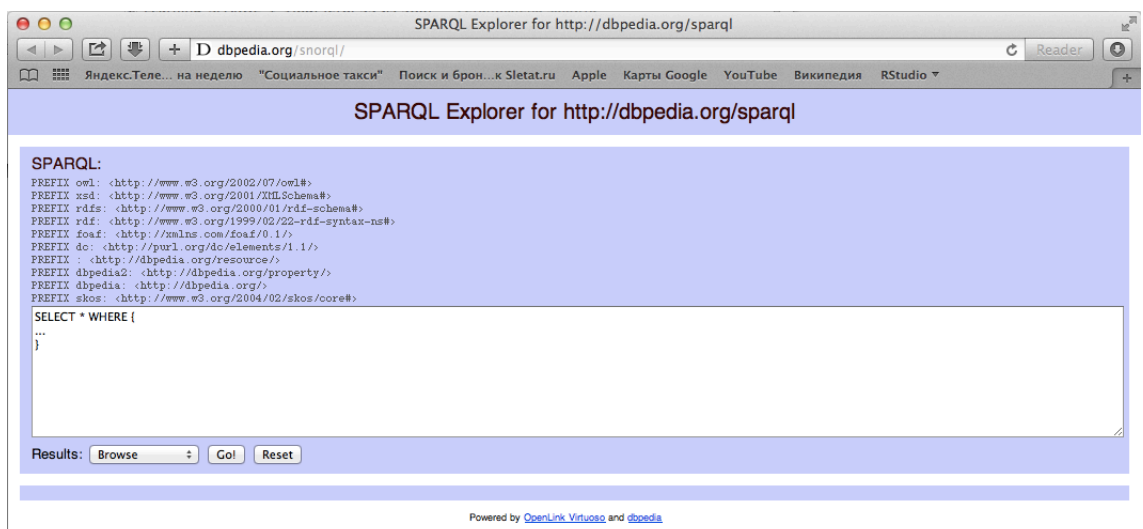 SPARQL Explorer for http://dbpedia.org/sparql
+ D dbpedia.org/snorql/ Reader
Яндекс.Теле... на неделю "Социальное такси" Поиск и брон...к Sletat.ru Apple Карты Google YouTube Википедия RStudio +
SPARQL Explorer for http://dbpedia.org/sparql
SPARQL:
PREFIX owl: <http://www.w3.org/2002/07/owl#>
PREFIX xsd: <http://www.w3.org/2001/XMLSchema#>
PREFIX rdfs: <http://www.w3.org/2000/01/rdf-schema#>
PREFIX rdf: <http://www.w3.org/1999/02/22-rdf-syntax-ns#>
PREFIX foaf: <http://xmlns.com/foaf/0.1/>
PREFIX dc: <http://purl.org/dc/elements/1.1/>
PREFIX : <http://dbpedia.org/resource/>
PREFIX dbpedia2: <http://dbpedia.org/property/>
PREFIX dbpedia: <http://dbpedia.org/>
PREFIX skos: <http://www.w3.org/2004/02/skos/core#>
SELECT * WHERE {
...
}
Results: Browse Go! Reset
Powered by OpenLink Virtuoso and dbpedia